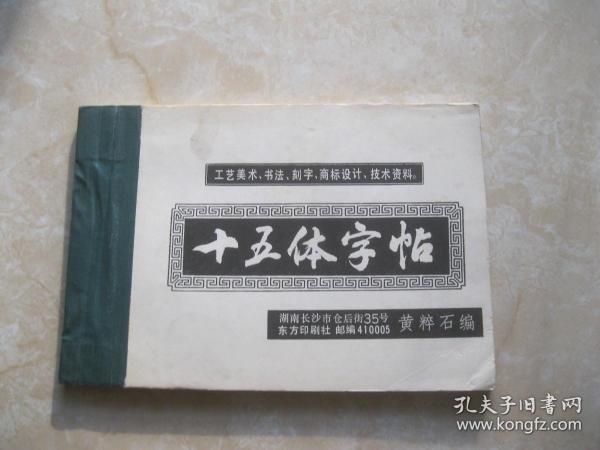 工艺美术、书法、刻字、商标设计、技术资料。
十五体字帖
湖南长沙市仓后街35号
东方印刷社 邮编410005
黄粹石编
孔夫子旧书网
www.kongfz.com